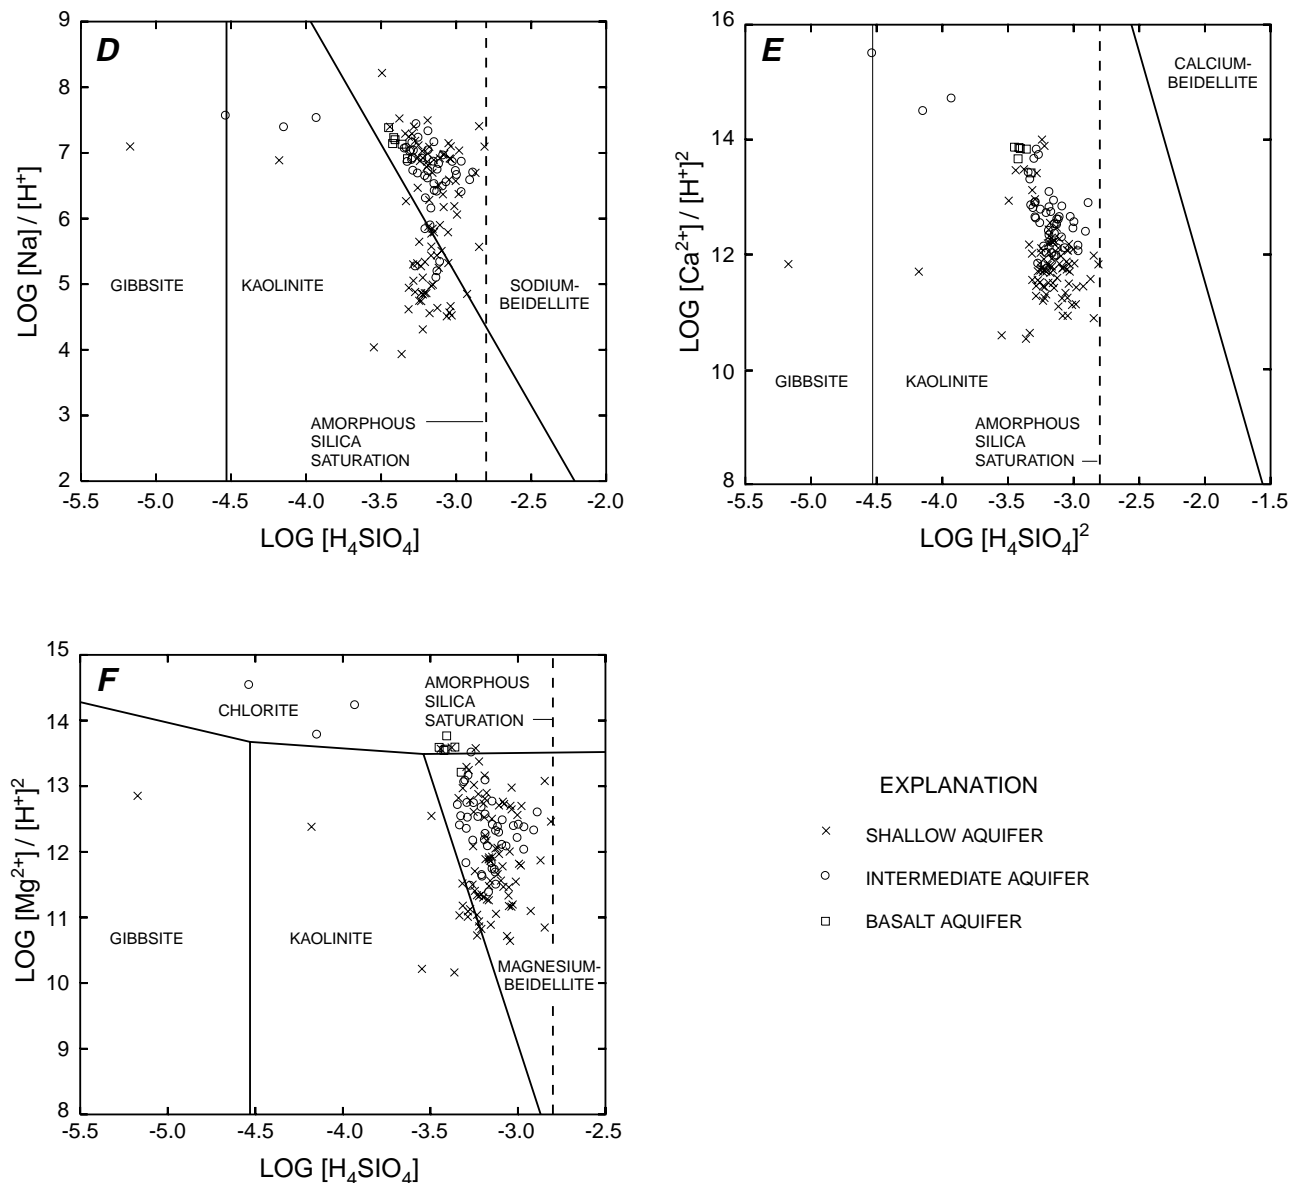 D
9
8
7
6
5
4
3
2
LOG [Na] / [H⁺]
GIBBSITE
KAOLINITE
SODIUM-
BEIDELLITE
AMORPHOUS
SILICA
SATURATION
-5.5 -5.0 -4.5 -4.0 -3.5 -3.0 -2.5 -2.0
LOG [H₄SIO₄]
E
16
14
12
10
8
LOG [Ca²⁺] / [H⁺]²
CALCIUM-
BEIDELLITE
GIBBSITE
KAOLINITE
AMORPHOUS
SILICA
SATURATION
-5.5 -5.0 -4.5 -4.0 -3.5 -3.0 -2.5 -2.0 -1.5
LOG [H₄SIO₄]²
F
15
14
13
12
11
10
9
8
LOG [Mg²⁺] / [H⁺]²
CHLORITE
AMORPHOUS
SILICA
SATURATION
GIBBSITE
KAOLINITE
MAGNESIUM-
BEIDELLITE
-5.5 -5.0 -4.5 -4.0 -3.5 -3.0 -2.5
LOG [H₄SIO₄]
EXPLANATION
SHALLOW AQUIFER
INTERMEDIATE AQUIFER
BASALT AQUIFER